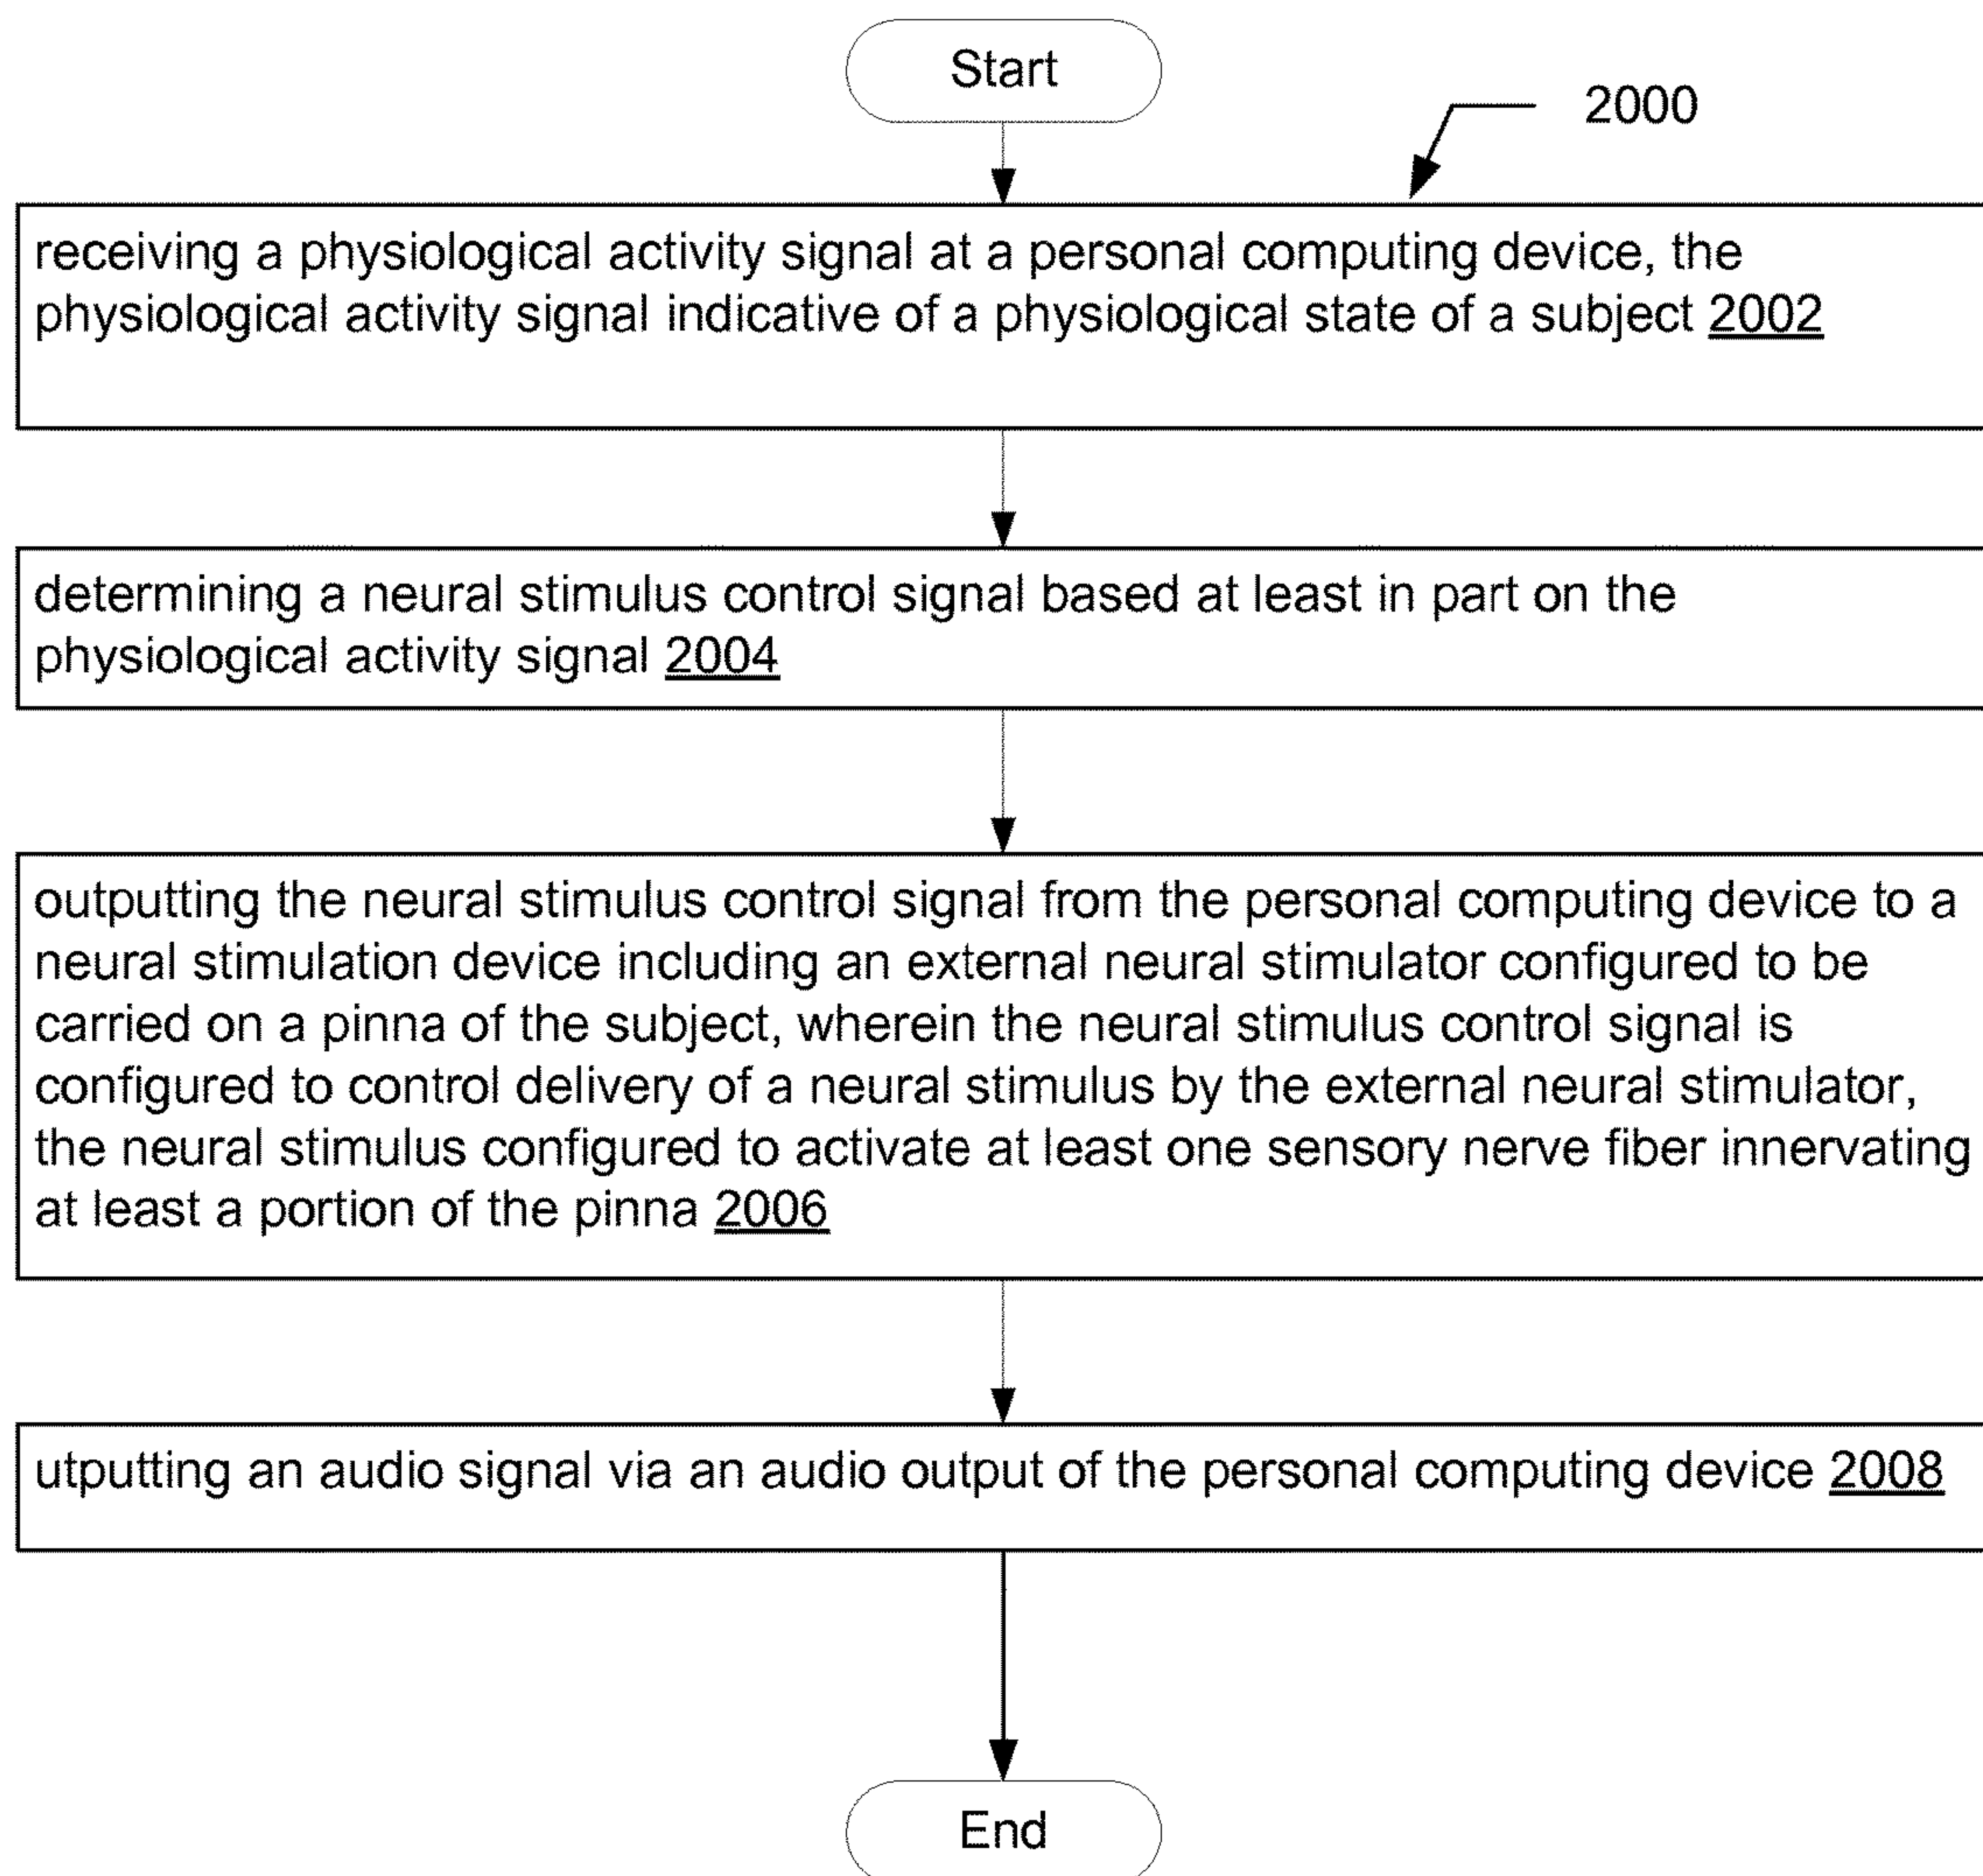 Start
2000
receiving a physiological activity signal at a personal computing device, the
physiological activity signal indicative of a physiological state of a subject 2002
determining a neural stimulus control signal based at least in part on the
physiological activity signal 2004
outputting the neural stimulus control signal from the personal computing device to a
neural stimulation device including an external neural stimulator configured to be
carried on a pinna of the subject, wherein the neural stimulus control signal is
configured to control delivery of a neural stimulus by the external neural stimulator,
the neural stimulus configured to activate at least one sensory nerve fiber innervating
at least a portion of the pinna 2006
utputting an audio signal via an audio output of the personal computing device 2008
End